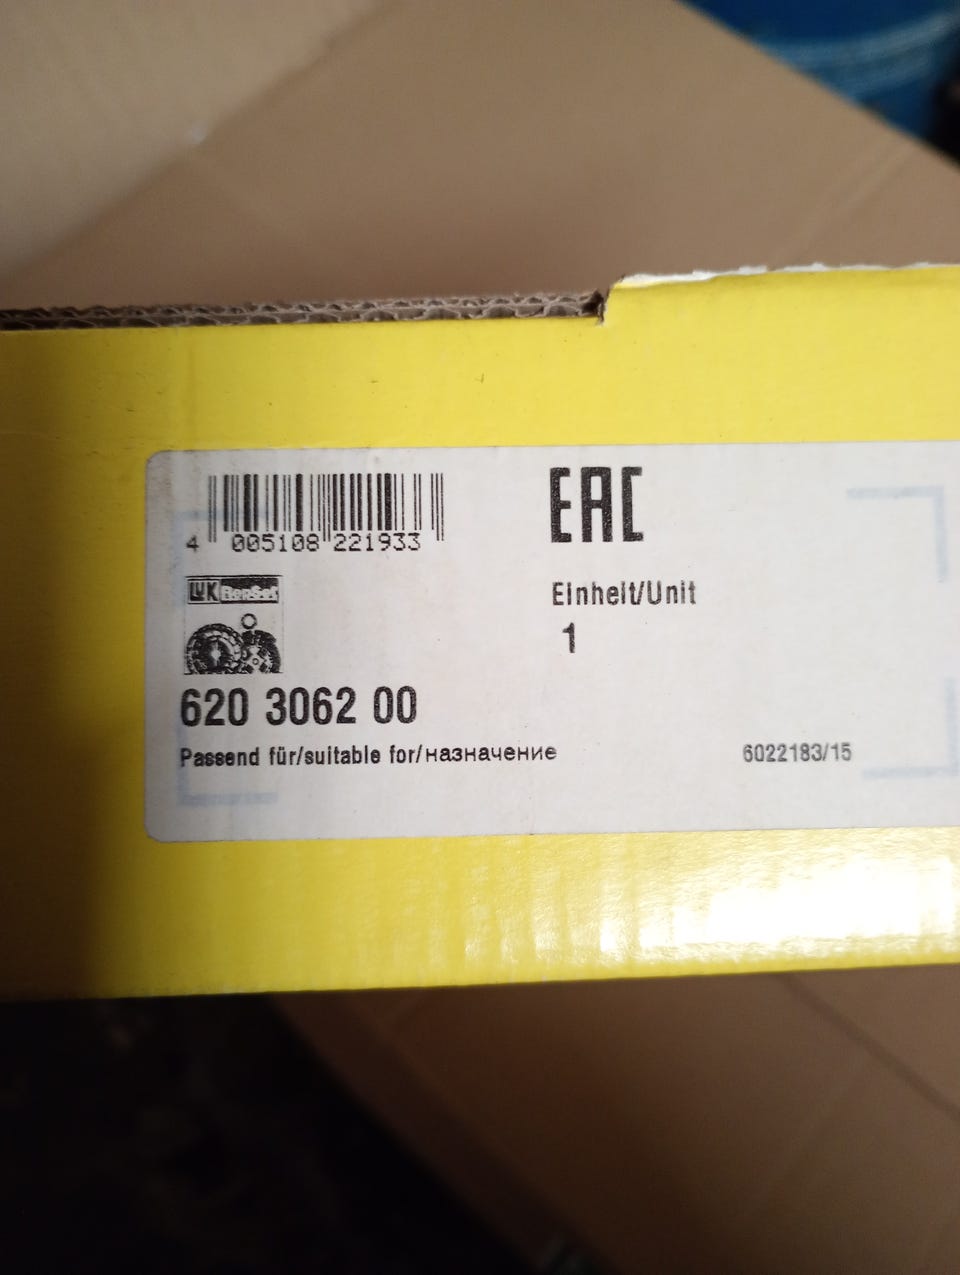 EAC
4 005108 221933
LuK RepSet
Einheit/Unit
1
620 3062 00
Passend für/suitable for/назначение
6022183/15